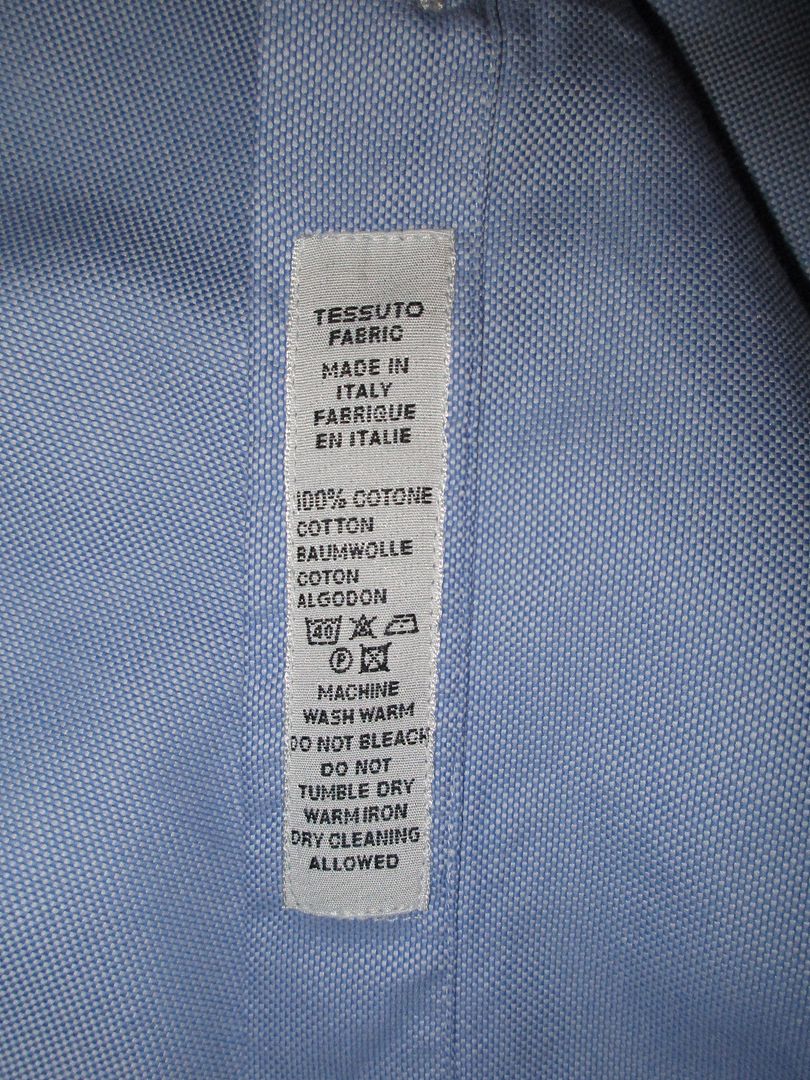 TESSUTO
FABRIC
MADE IN
ITALY
FABRIQUE
EN ITALIE
100% COTONE
COTTON
BAUMWOLLE
COTON
ALGODON
40
P
MACHINE
WASH WARM
DO NOT BLEACH
DO NOT
TUMBLE DRY
WARM IRON
DRY CLEANING
ALLOWED